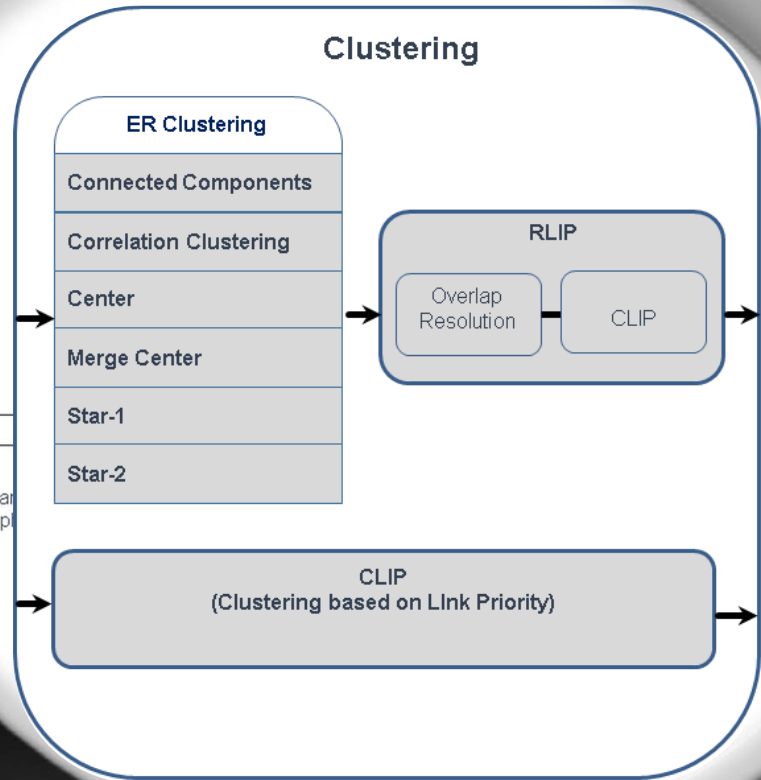 Clustering
ER Clustering
Connected Components
Correlation Clustering
Center
Merge Center
Star-1
Star-2
RLIP
Overlap
Resolution
CLIP
CLIP
(Clustering based on LInk Priority)